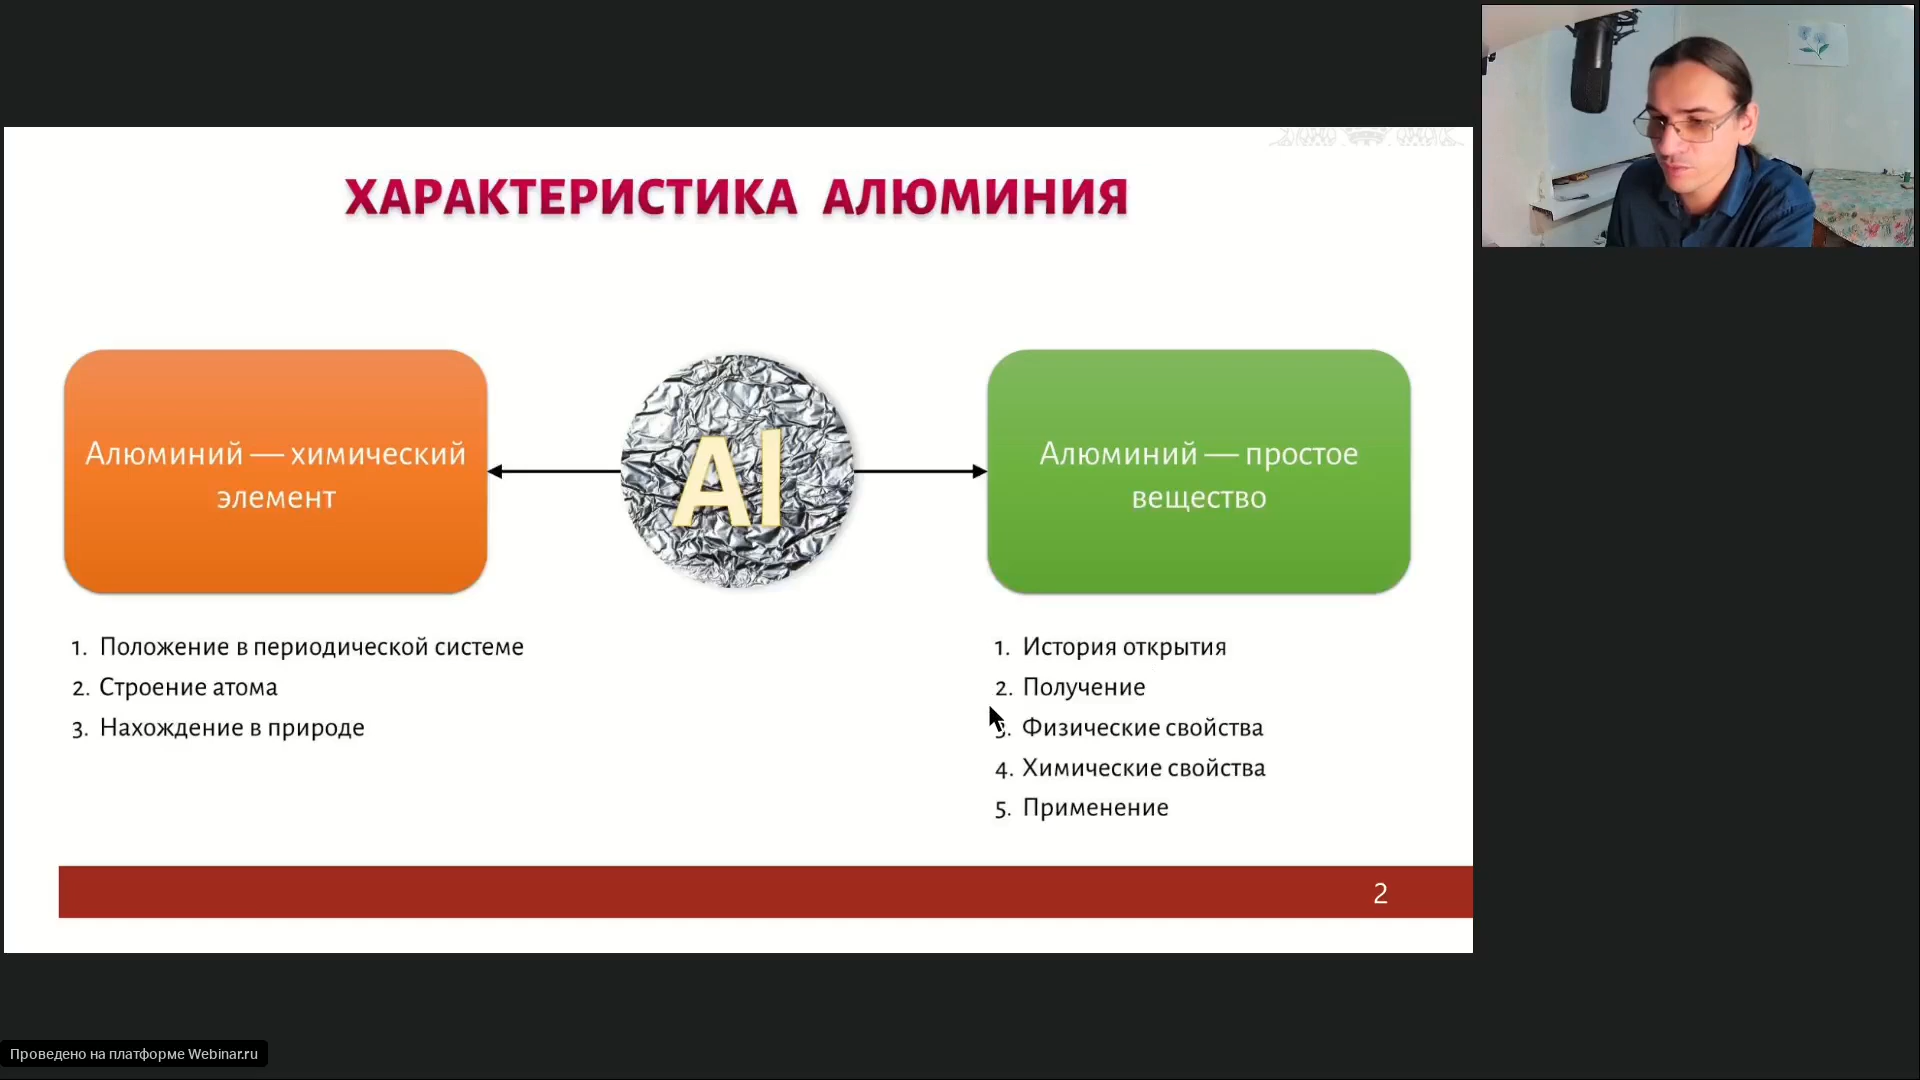 ХАРАКТЕРИСТИКА АЛЮМИНИЯ
Алюминий — химический
элемент
Al
Алюминий — простое
вещество
1. Положение в периодической системе
2. Строение атома
3. Нахождение в природе
1. История открытия
2. Получение
3. Физические свойства
4. Химические свойства
5. Применение
2
Проведено на платформе Webinar.ru